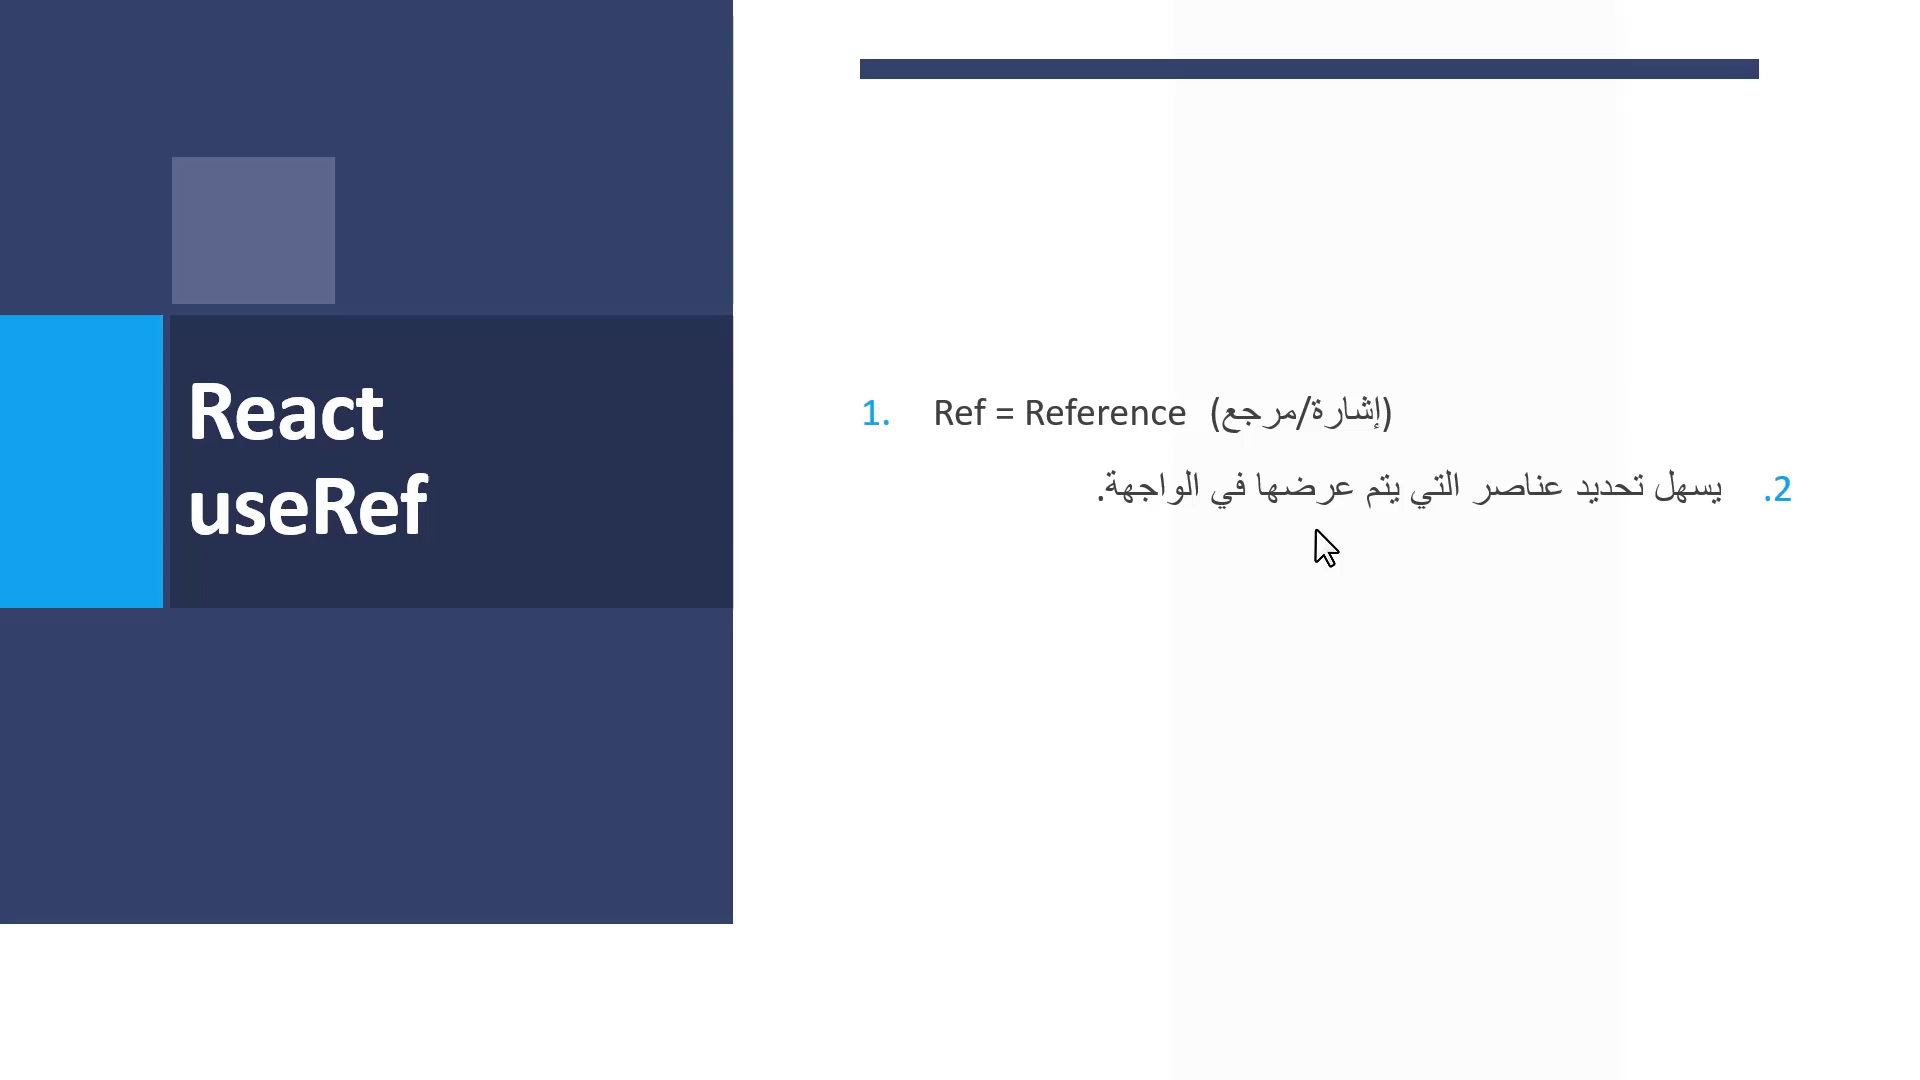 React
useRef
1. Ref = Reference (إشارة/مرجع)
2. يسهل تحديد عناصر التي يتم عرضها في الواجهة.